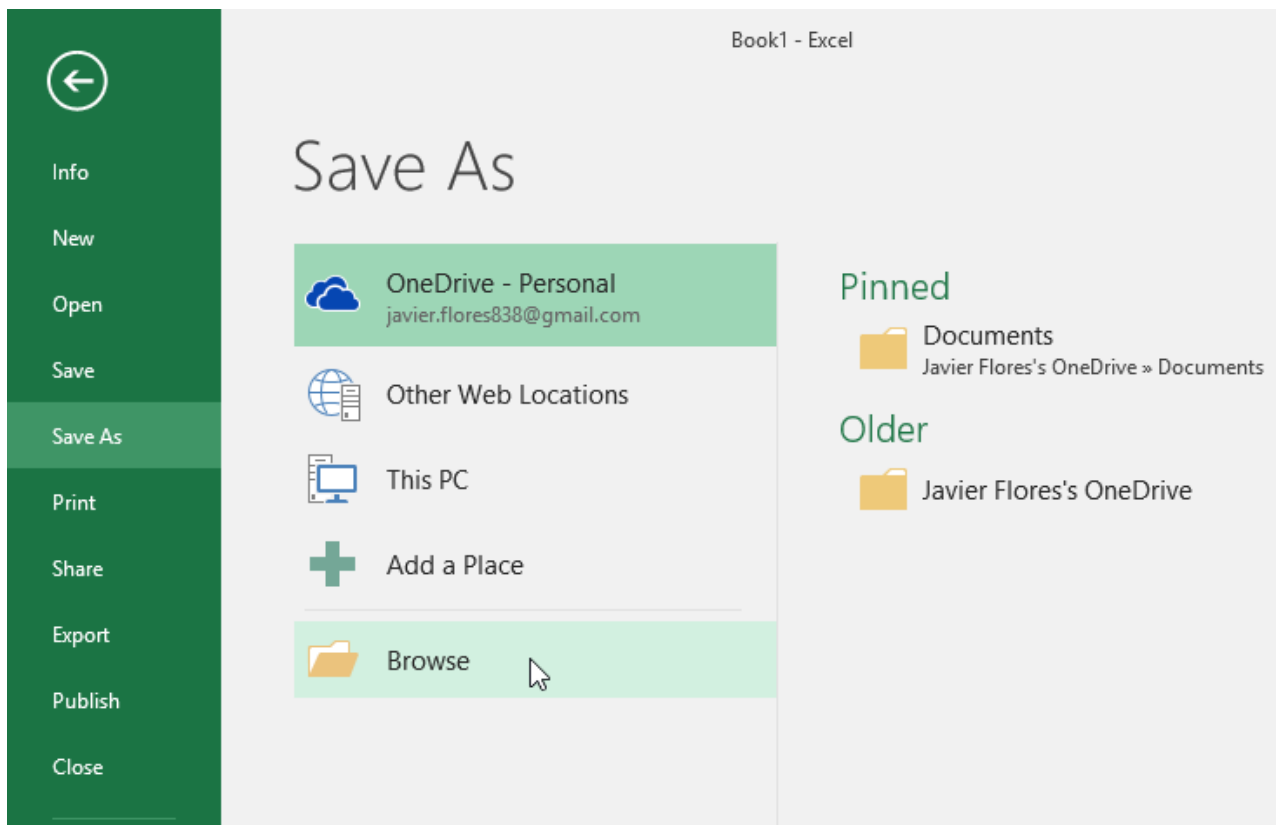 Book1 - Excel
Info
New
Open
Save
Save As
Print
Share
Export
Publish
Close
Save As
OneDrive - Personal
javier.flores838@gmail.com
Other Web Locations
This PC
Add a Place
Browse
Pinned
Documents
Javier Flores's OneDrive » Documents
Older
Javier Flores's OneDrive